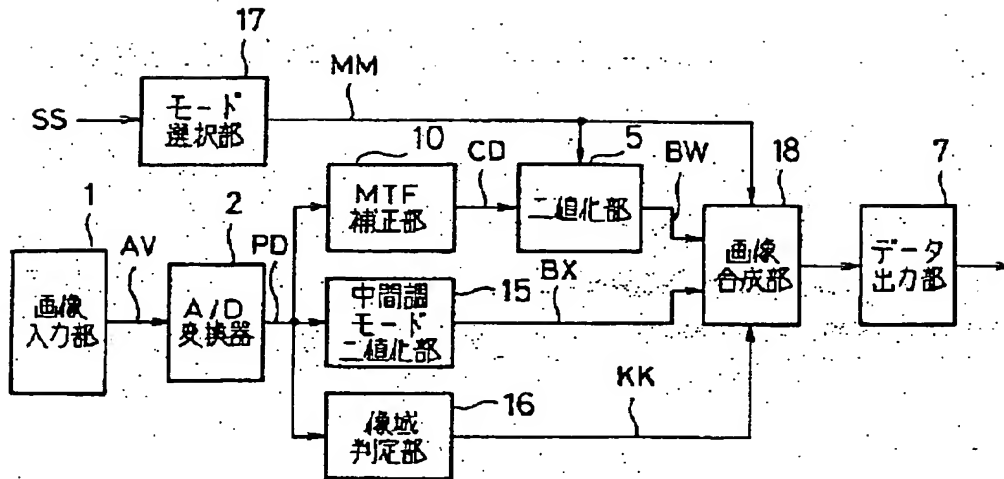 17
MM
SS
モード
選択部
10
CD
5
BW
18
7
MTF
補正部
二値化部
1
AV
2
PD
画像
入力部
A/D
変換器
中間調
モード
二値化部
15
BX
画像
合成部
データ
出力部
16
KK
像域
判定部